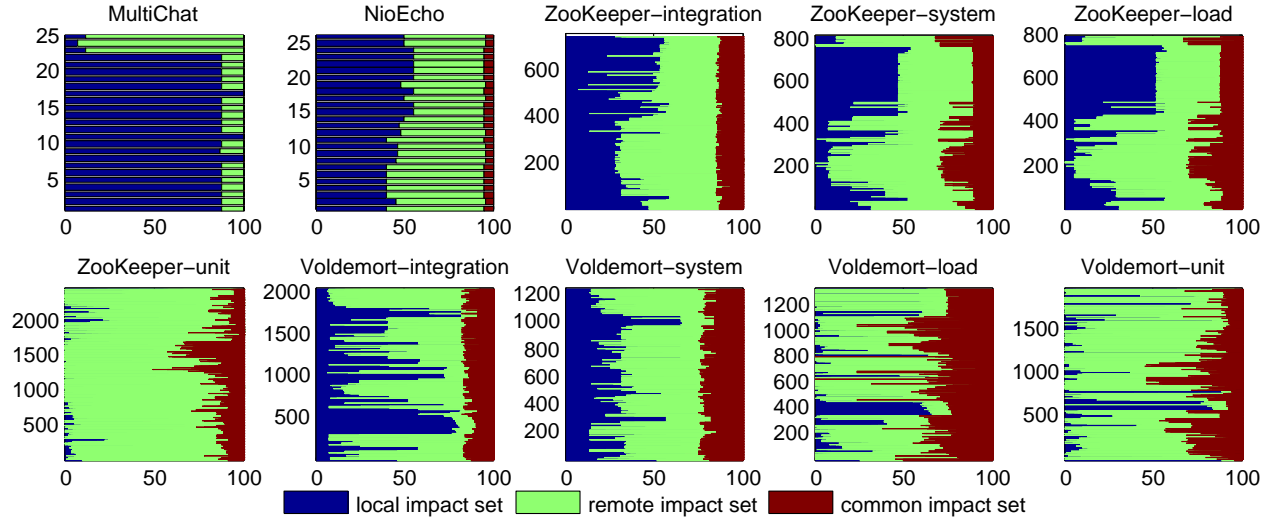 MultiChat NioEcho ZooKeeper−integration ZooKeeper−system ZooKeeper−load
25 25 800 800
20 20 600 600 600
15 15 400 400 400
10 10 200 200 200
5 5
0 50 100 0 50 100 0 50 100 0 50 100 0 50 100
ZooKeeper−unit Voldemort−integration Voldemort−system Voldemort−load Voldemort−unit
2000 1200 1200
2000 1500 1000 1000 1500
1500 1000 800 800 1000
1000 500 600 600 500
500 400 400
200 200
0 50 100 0 50 100 0 50 100 0 50 100 0 50 100
local impact set remote impact set common impact set